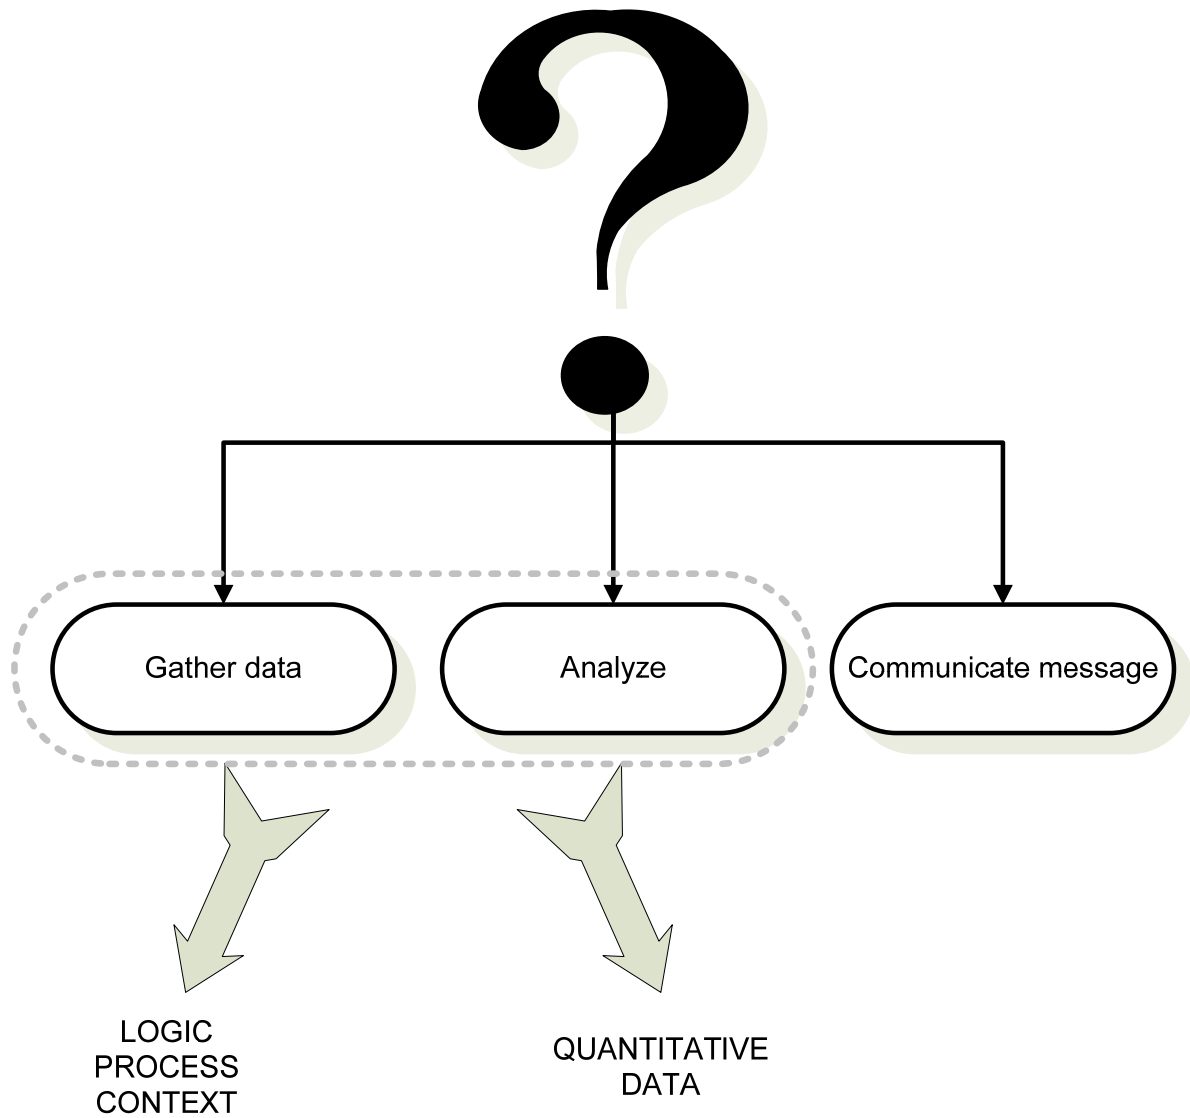 ?
Gather data
Analyze
Communicate message
LOGIC
PROCESS
CONTEXT
QUANTITATIVE
DATA